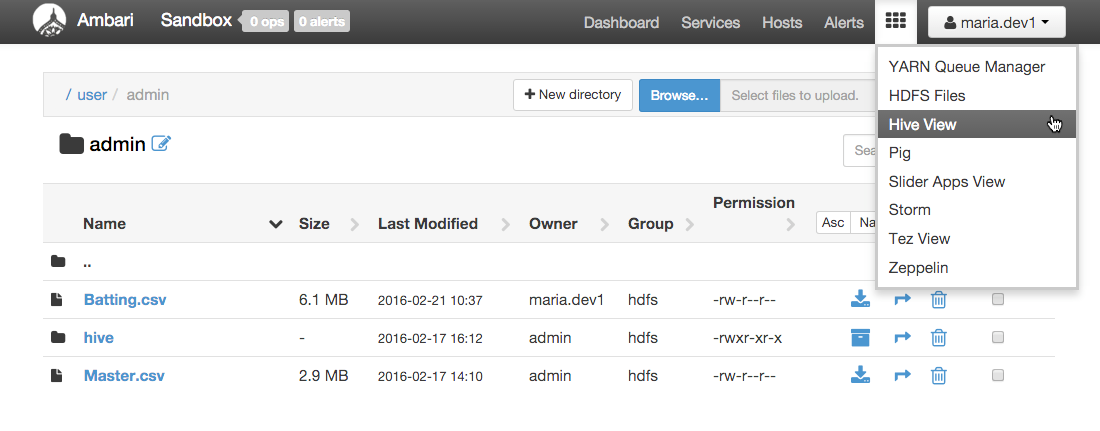 Ambari Sandbox 0 ops 0 alerts Dashboard Services Hosts Alerts maria.dev1
YARN Queue Manager
HDFS Files
Hive View
Pig
Slider Apps View
Storm
Tez View
Zeppelin
/ user / admin + New directory Browse... Select files to upload.
admin Sea
Name Size Last Modified Owner Group Permission Asc Na
..
Batting.csv 6.1 MB 2016-02-21 10:37 maria.dev1 hdfs -rw-r--r--
hive - 2016-02-17 16:12 admin hdfs -rwxr-xr-x
Master.csv 2.9 MB 2016-02-17 14:10 admin hdfs -rw-r--r--